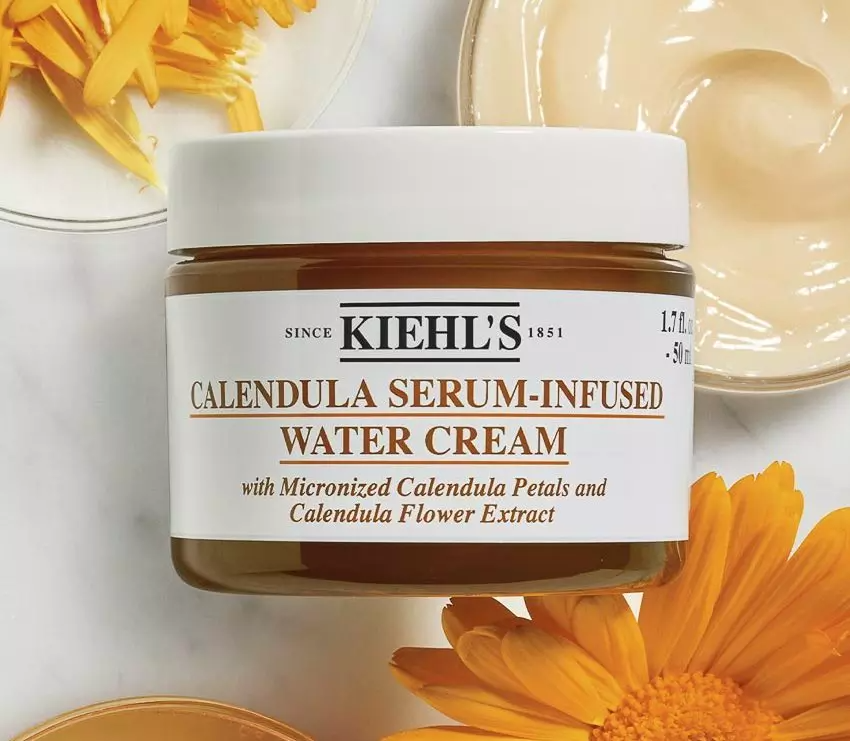 SINCE KIEHL'S 1851
1.7 fl.
- 50
CALENDULA SERUM-INFUSED
WATER CREAM
with Micronized Calendula Petals and
Calendula Flower Extract